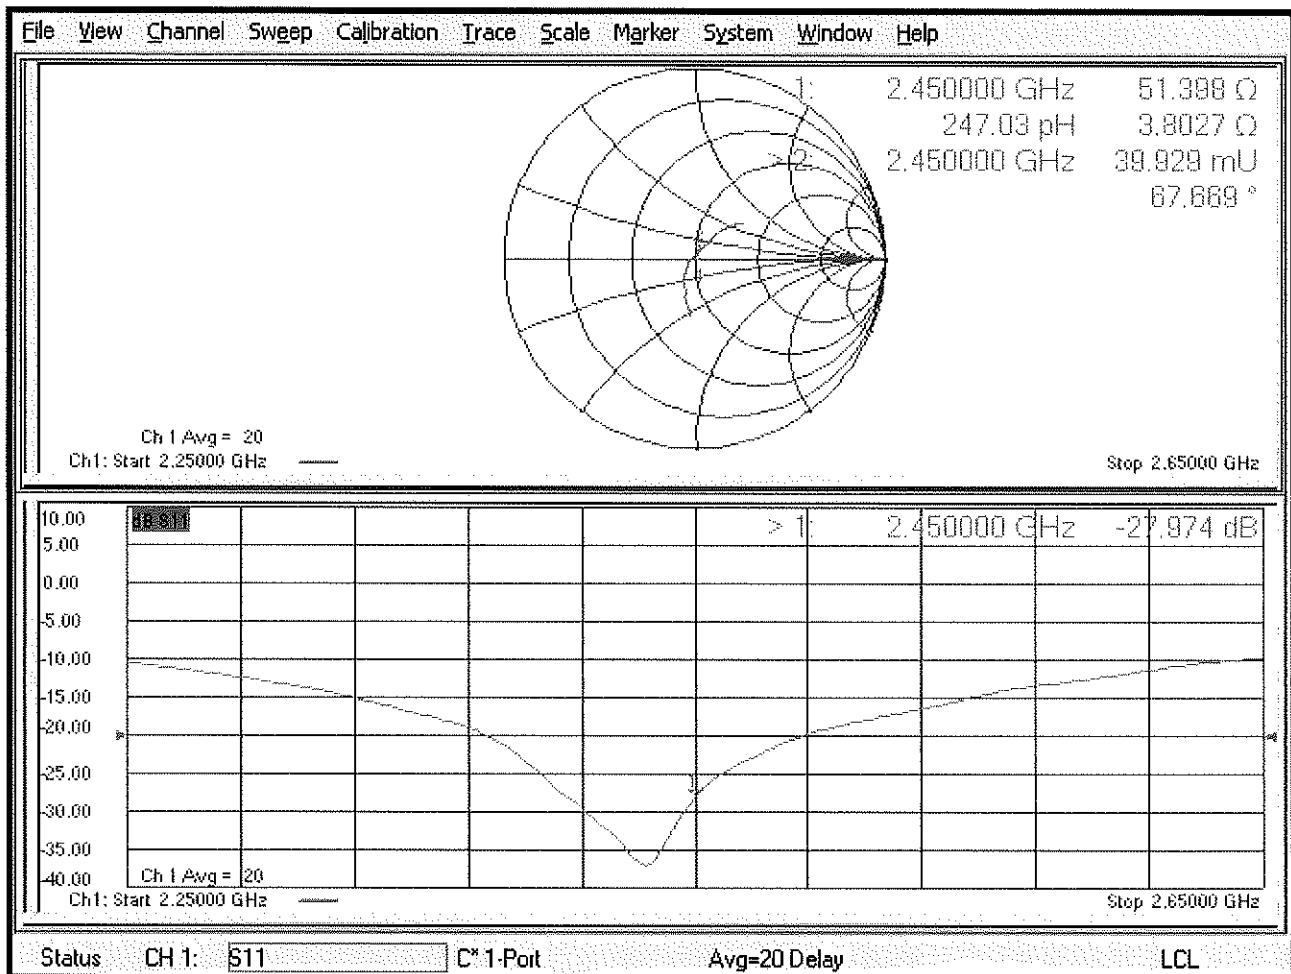 File View Channel Sweep Calibration Trace Scale Marker System Window Help
1: 2.450000 GHz 51.398 Ω
247.03 pH 3.8027 Ω
> 2: 2.450000 GHz 39.929 mU
67.669 °
Ch 1 Avg = 20
Ch1: Start 2.25000 GHz Stop 2.65000 GHz
10.00 dB S11 > 1: 2.450000 GHz -27.974 dB
5.00
0.00
-5.00
-10.00
-15.00
-20.00
-25.00
1
-30.00
-35.00
-40.00 Ch 1 Avg = 20
Ch1: Start 2.25000 GHz Stop 2.65000 GHz
Status CH 1: S11 C* 1-Port Avg=20 Delay LCL